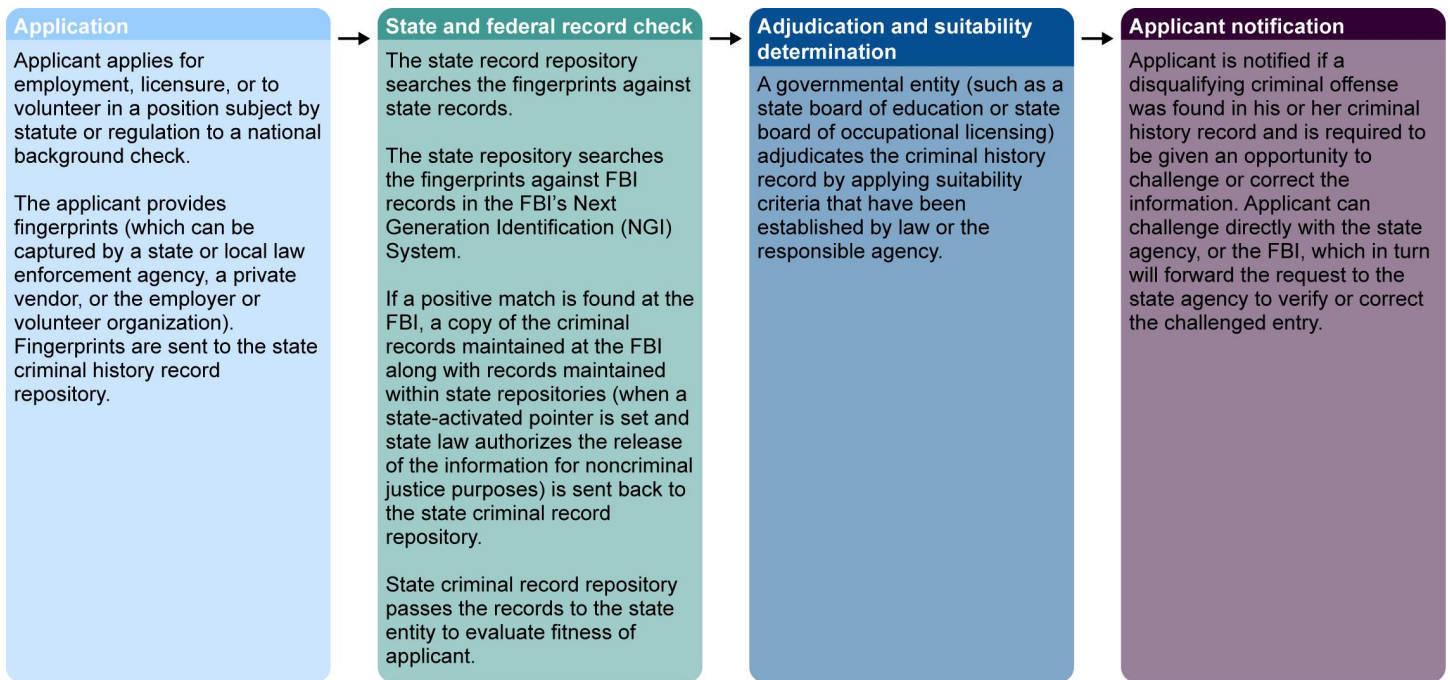 Application
Applicant applies for
employment, licensure, or to
volunteer in a position subject by
statute or regulation to a national
background check.
The applicant provides
fingerprints (which can be
captured by a state or local law
enforcement agency, a private
vendor, or the employer or
volunteer organization).
Fingerprints are sent to the state
criminal history record
repository.
State and federal record check
The state record repository
searches the fingerprints against
state records.
The state repository searches
the fingerprints against FBI
records in the FBI's Next
Generation Identification (NGI)
System.
If a positive match is found at the
FBI, a copy of the criminal
records maintained at the FBI
along with records maintained
within state repositories (when a
state-activated pointer is set and
state law authorizes the release
of the information for noncriminal
justice purposes) is sent back to
the state criminal record
repository.
State criminal record repository
passes the records to the state
entity to evaluate fitness of
applicant.
Adjudication and suitability
determination
A governmental entity (such as a
state board of education or state
board of occupational licensing)
adjudicates the criminal history
record by applying suitability
criteria that have been
established by law or the
responsible agency.
Applicant notification
Applicant is notified if a
disqualifying criminal offense
was found in his or her criminal
history record and is required to
be given an opportunity to
challenge or correct the
information. Applicant can
challenge directly with the state
agency, or the FBI, which in turn
will forward the request to the
state agency to verify or correct
the challenged entry.